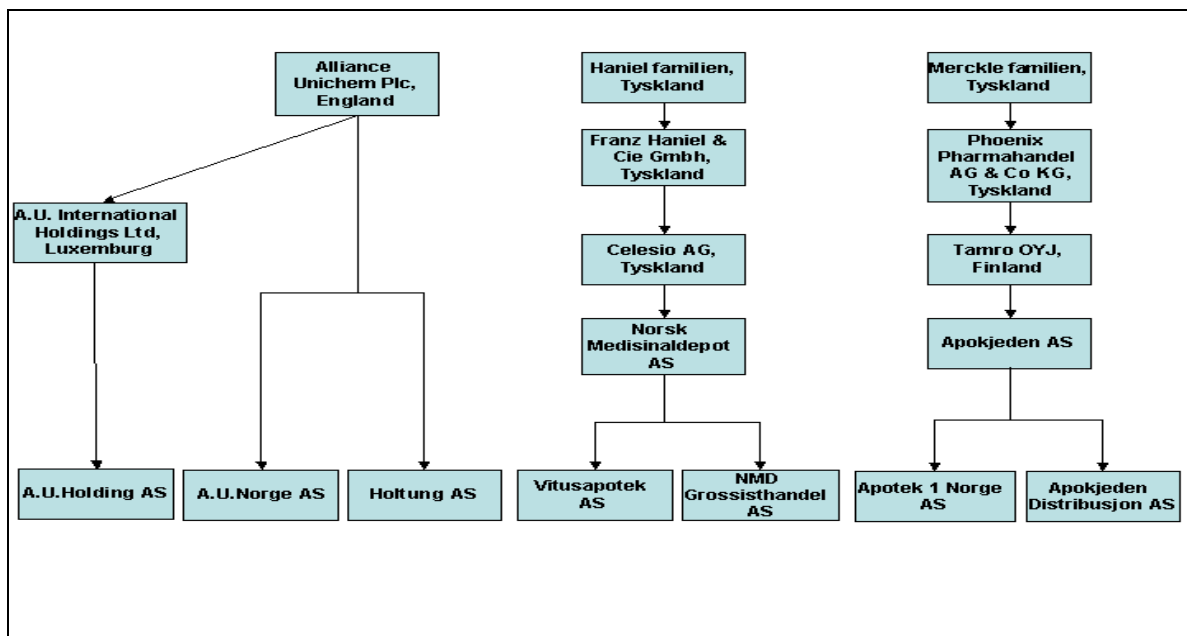 Alliance
Unichem Plc,
England
A.U. International
Holdings Ltd,
Luxemburg
A.U.Holding AS
A.U.Norge AS
Holtung AS
Haniel familien,
Tyskland
Franz Haniel &
Cie Gmbh,
Tyskland
Celesio AG,
Tyskland
Norsk
Medisinaldepot
AS
Vitusapotek
AS
NMD
Grossisthandel
AS
Merckle familien,
Tyskland
Phoenix
Pharmahandel
AG & Co KG,
Tyskland
Tamro OYJ,
Finland
Apokjeden AS
Apotek 1 Norge
AS
Apokjeden
Distribusjon AS